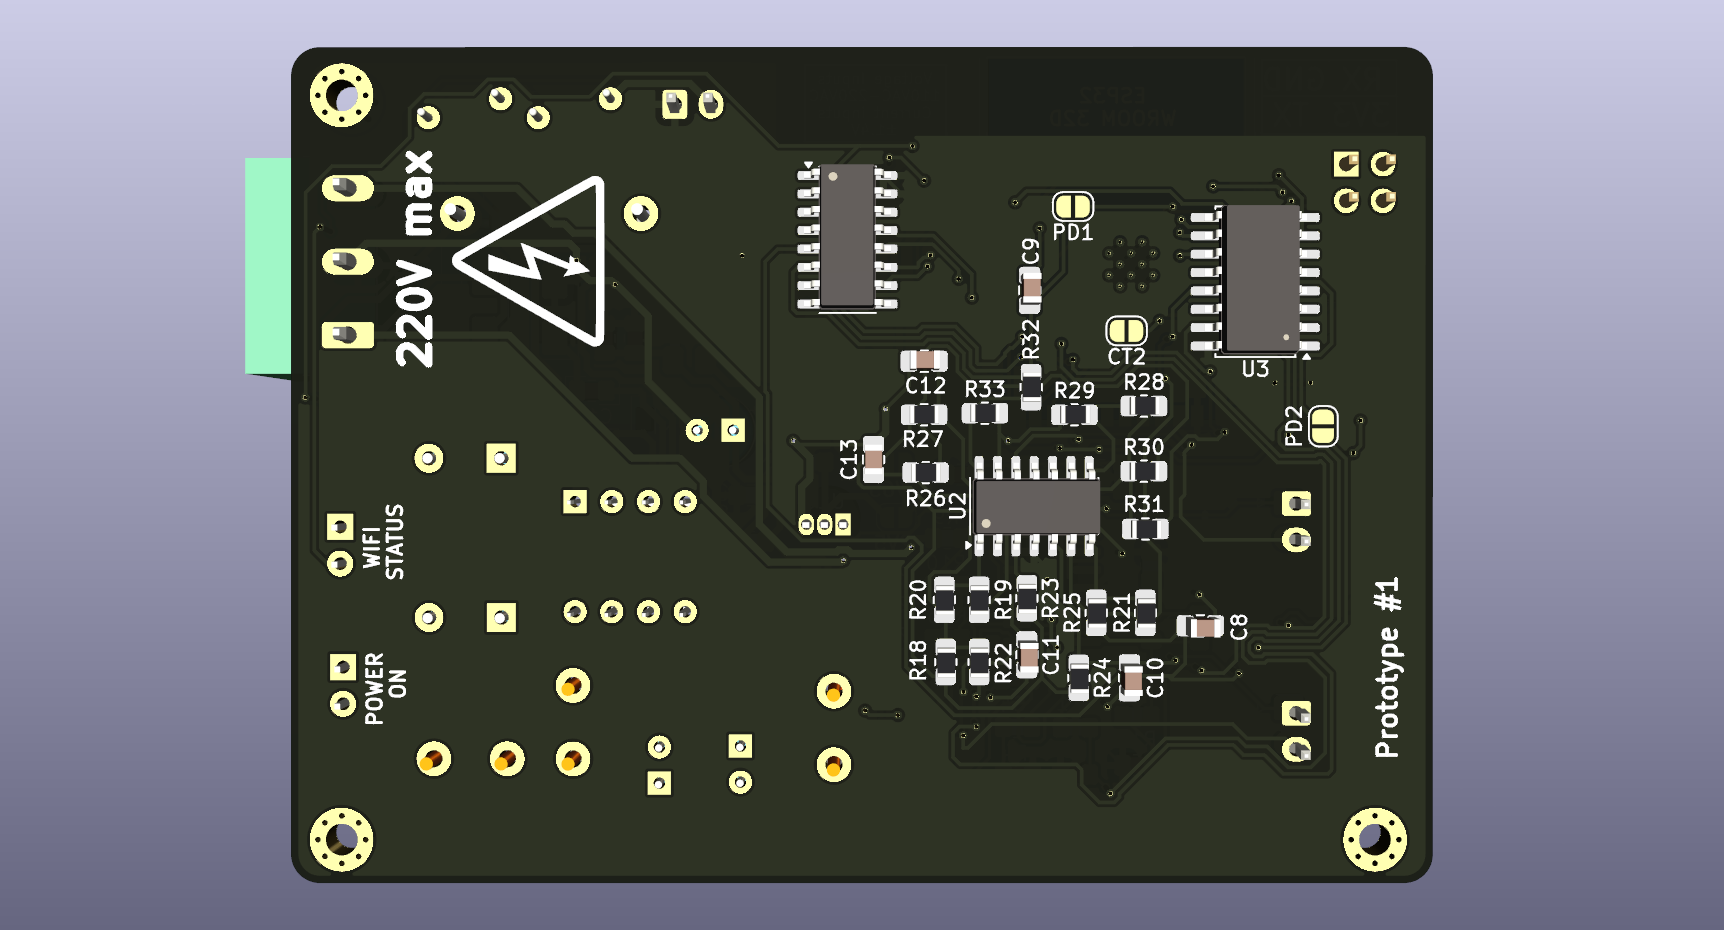 ESP32
WROOM 32D
220V max
PD1
C9
CT2
R32
U3
C12
R33
R29
R28
PD2
R27
C13
R30
R26
U2
R31
WIFI
STATUS
R20
R19
R23
R25
R21
C8
Prototype #1
R18
R22
C11
R24
C10
POWER
ON